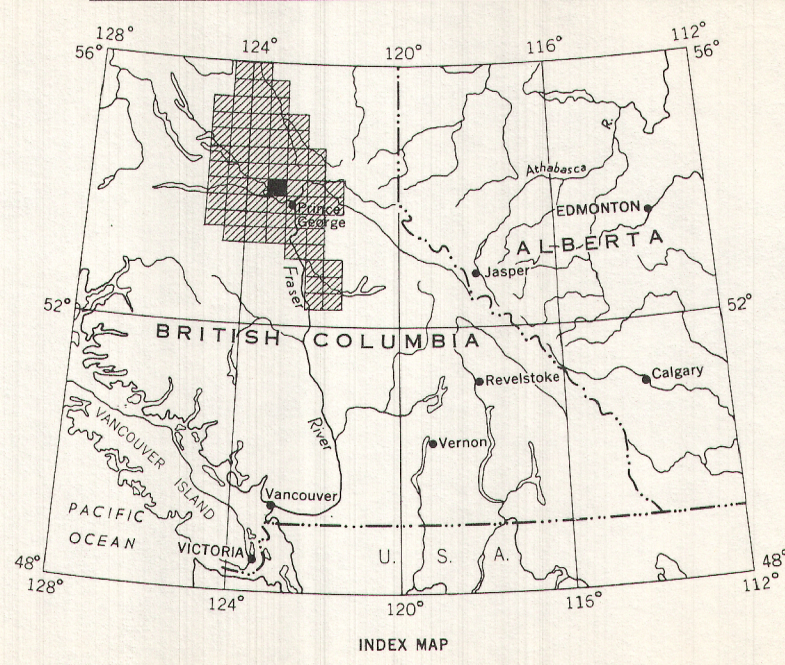 128°
124°
120°
116°
112°
56°
56°
R.
Athabasca
Prince
George
EDMONTON
ALBERTA
Jasper
Fraser
52°
52°
BRITISH COLUMBIA
Revelstoke
Calgary
River
Vernon
VANCOUVER ISLAND
Vancouver
PACIFIC
OCEAN
VICTORIA
U. S. A.
48°
48°
128°
124°
120°
115°
112°
INDEX MAP